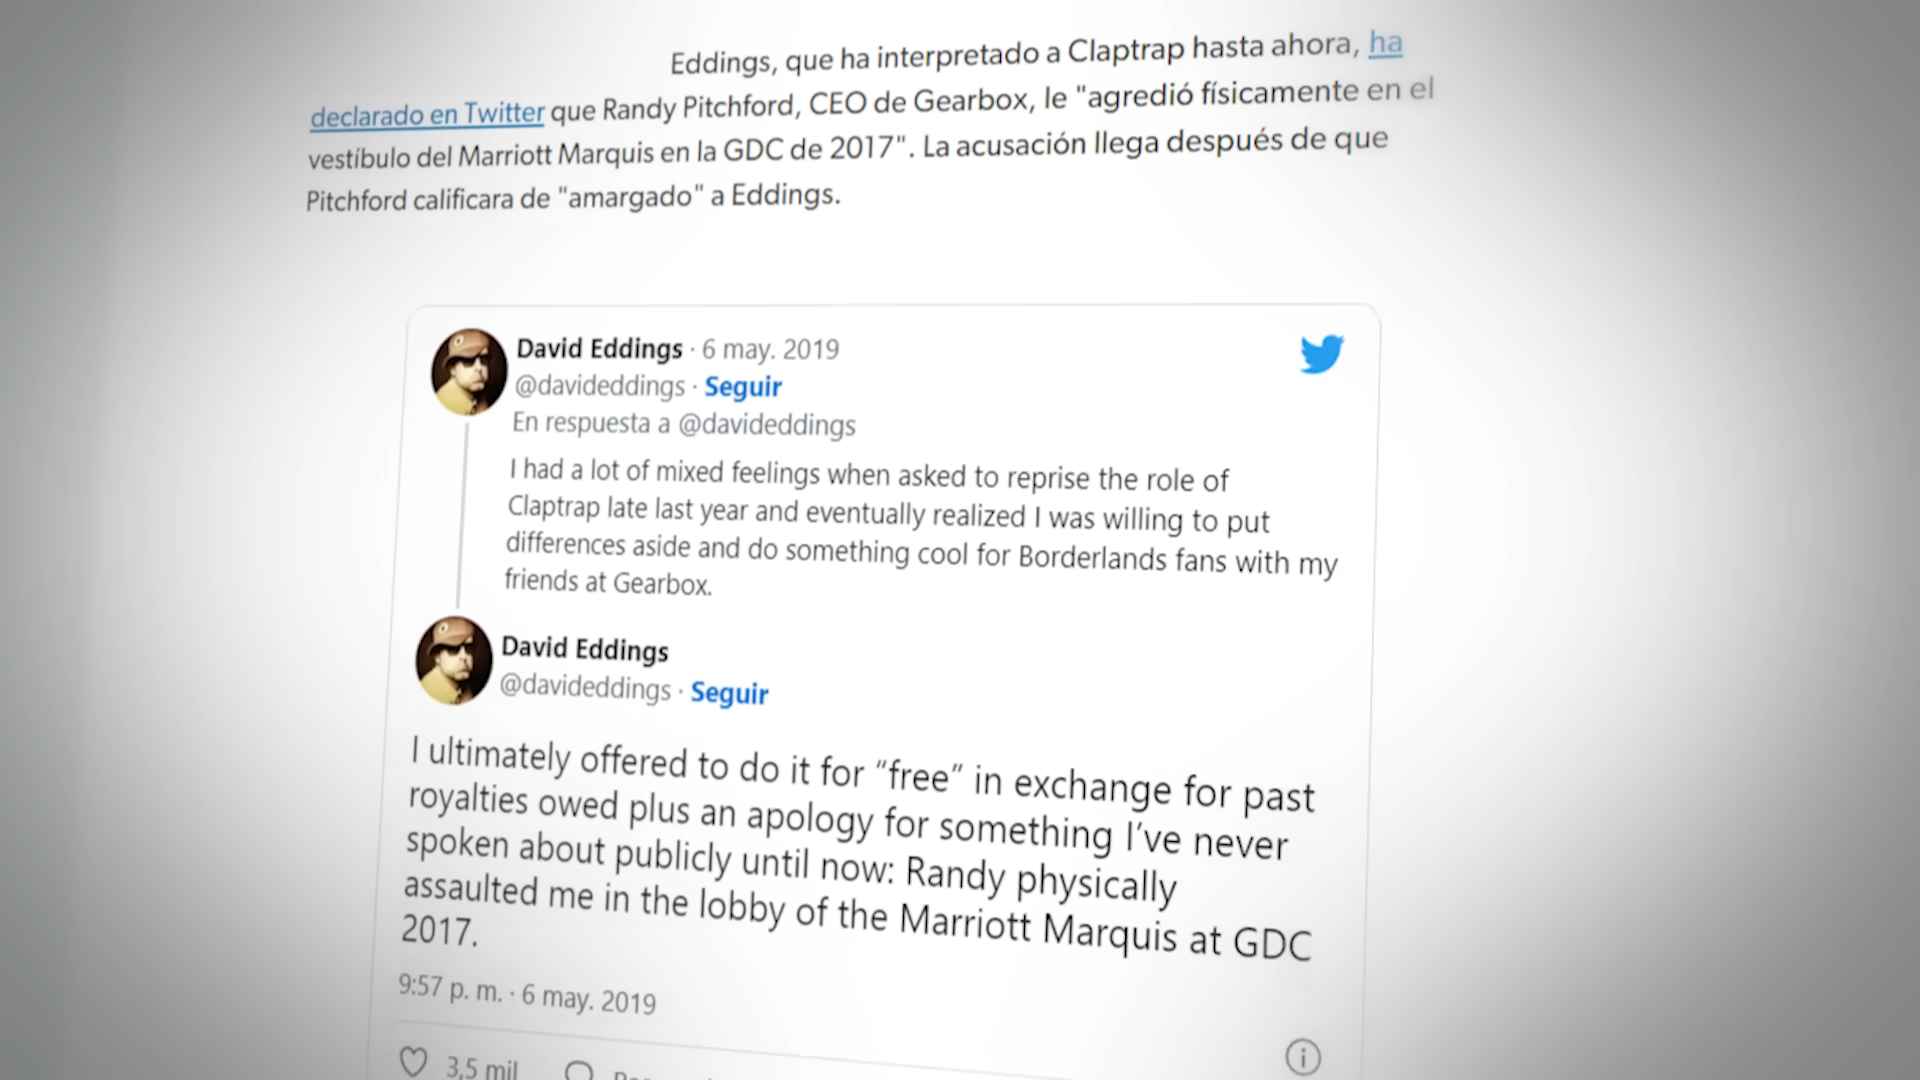 Eddings, que ha interpretado a Claptrap hasta ahora, ha
declarado en Twitter que Randy Pitchford, CEO de Gearbox, le "agredió físicamente en el
vestíbulo del Marriott Marquis en la GDC de 2017". La acusación llega después de que
Pitchford calificara de "amargado" a Eddings.
David Eddings · 6 may. 2019
@davideddings · Seguir
En respuesta a @davideddings
I had a lot of mixed feelings when asked to reprise the role of
Claptrap late last year and eventually realized I was willing to put
differences aside and do something cool for Borderlands fans with my
friends at Gearbox.
David Eddings
@davideddings · Seguir
I ultimately offered to do it for “free” in exchange for past
royalties owed plus an apology for something I’ve never
spoken about publicly until now: Randy physically
assaulted me in the lobby of the Marriott Marquis at GDC
2017.
9:57 p. m. · 6 may. 2019
3,5 mil